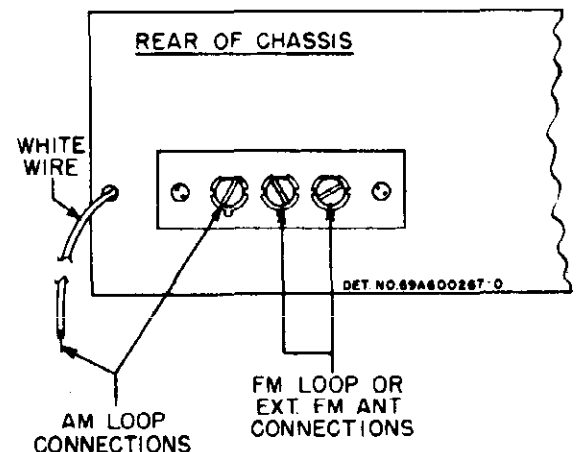 REAR OF CHASSIS
WHITE
WIRE
DET. NO. 69A600267-0
AM LOOP
CONNECTIONS
FM LOOP OR
EXT. FM ANT
CONNECTIONS